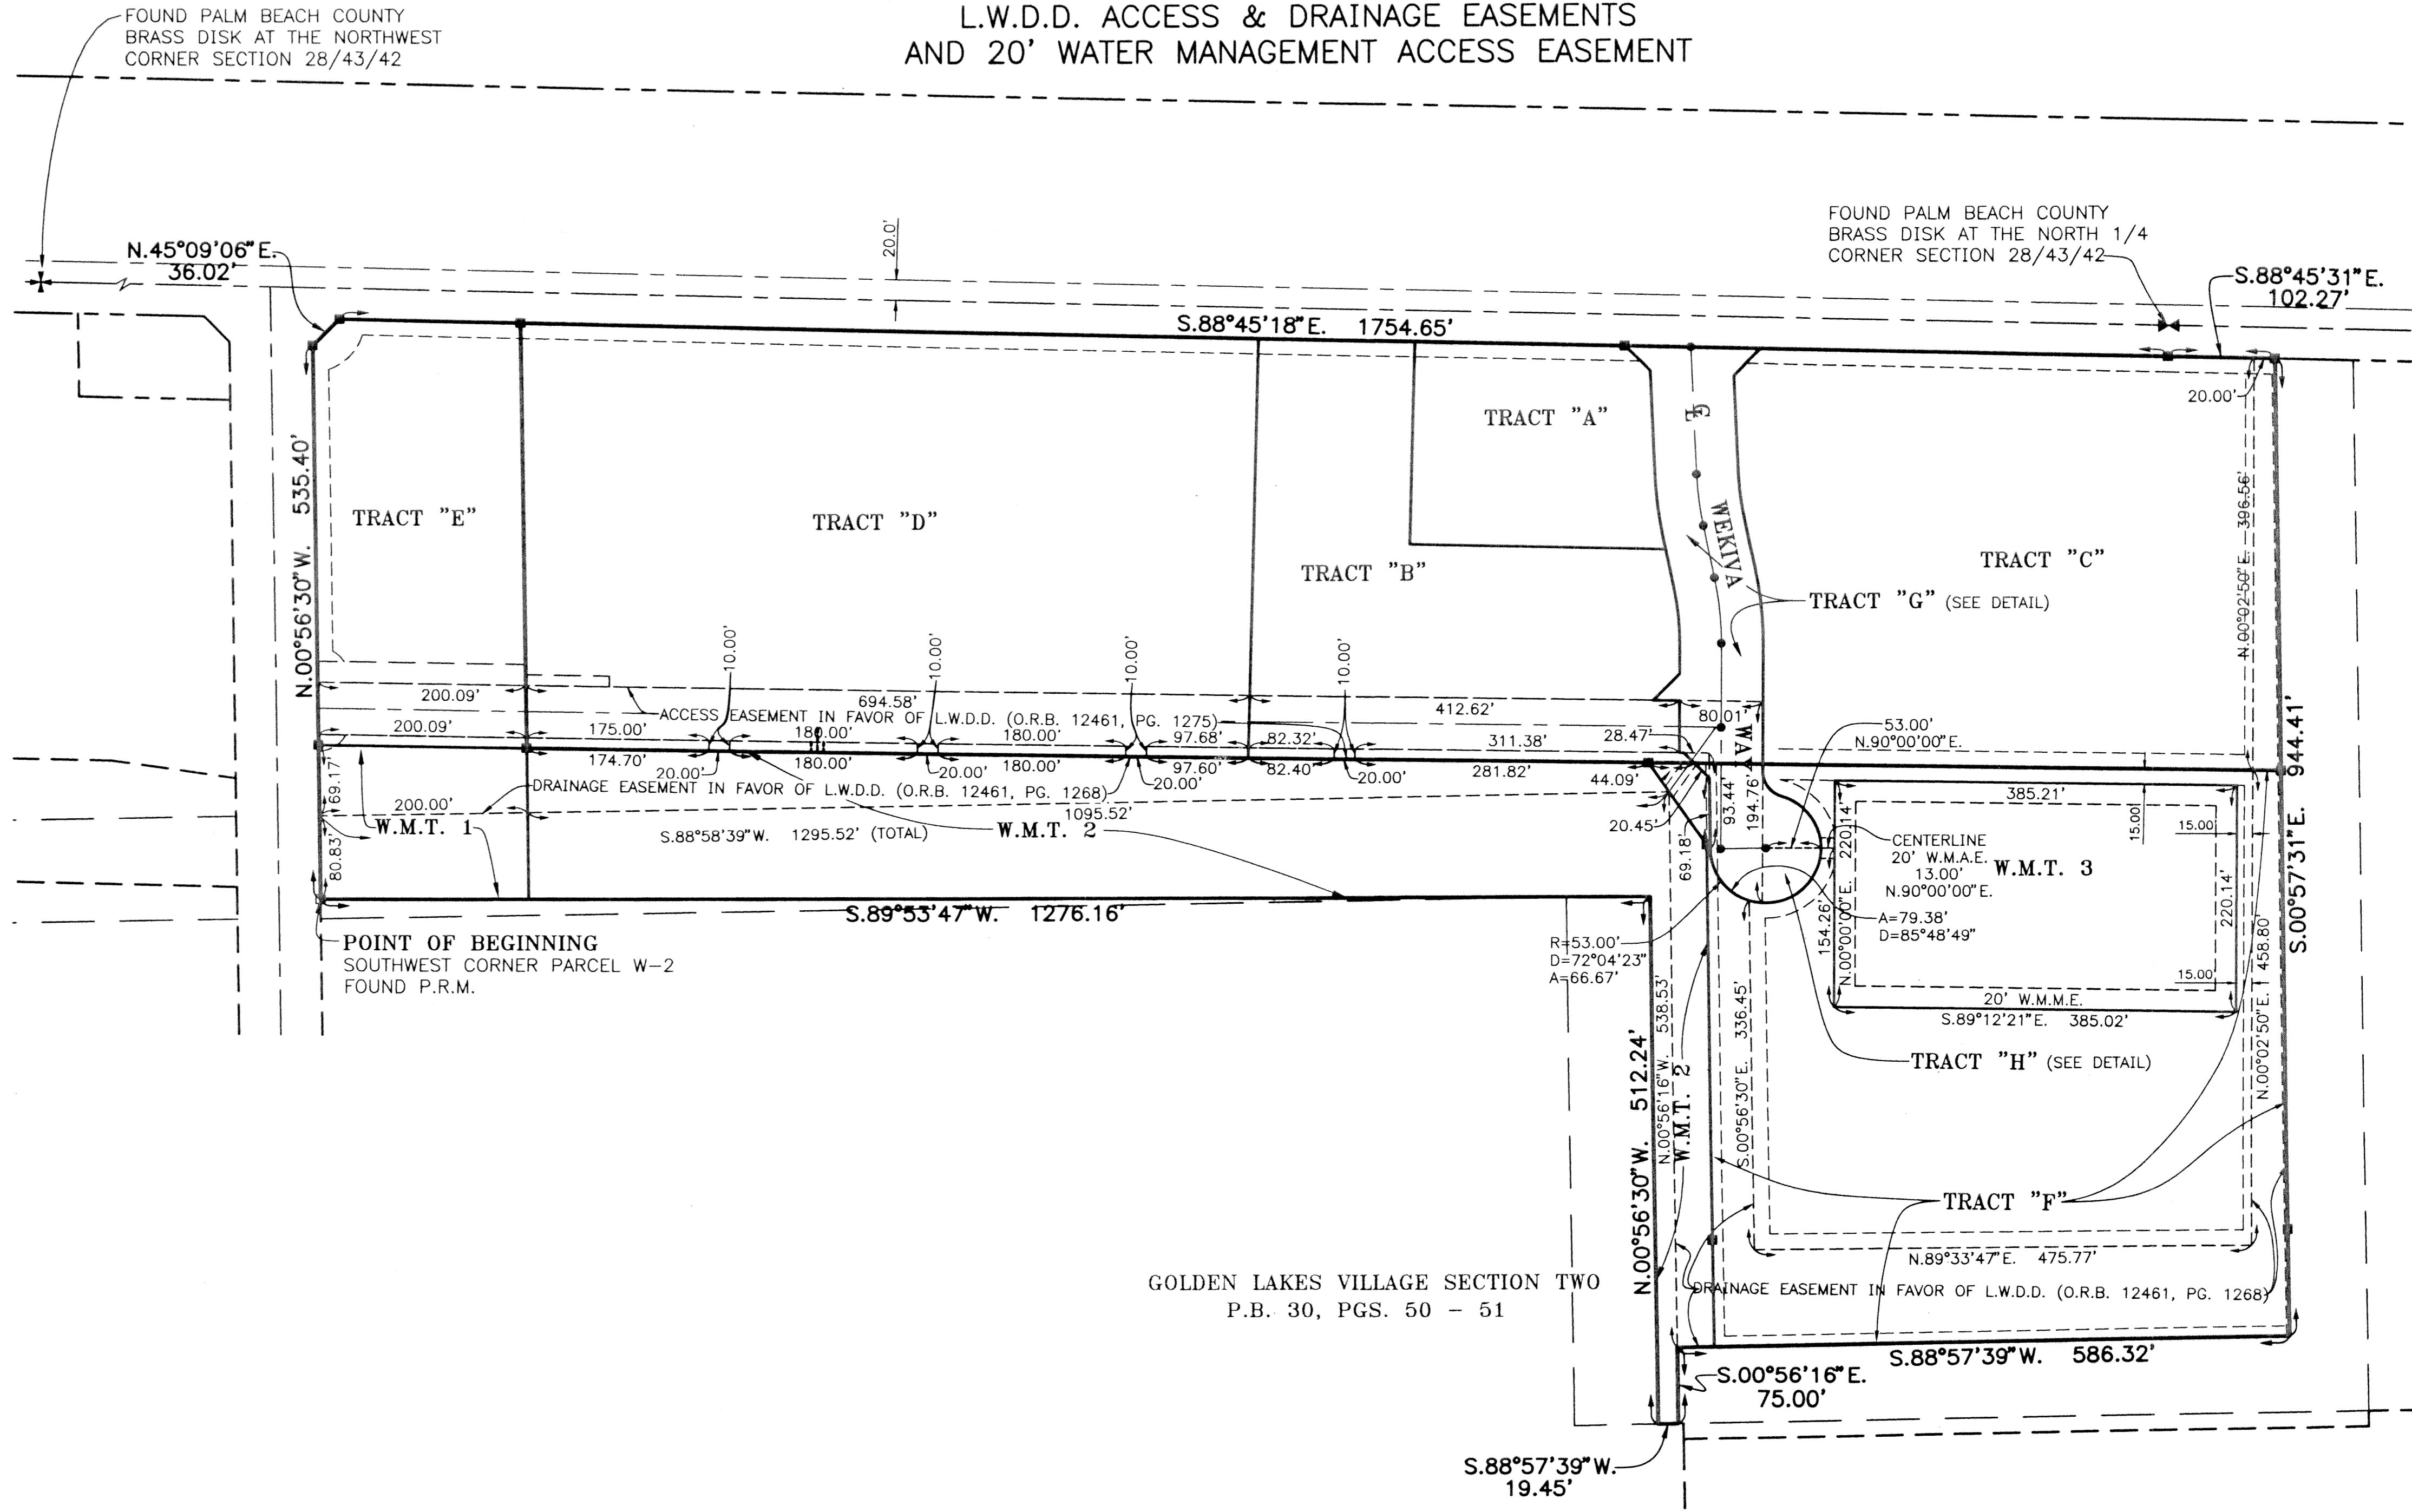 L.W.D.D. ACCESS & DRAINAGE EASEMENTS
AND 20' WATER MANAGEMENT ACCESS EASEMENT
FOUND PALM BEACH COUNTY
BRASS DISK AT THE NORTHWEST
CORNER SECTION 28/43/42
N.45°09'06"E.
36.02'
20.0'
FOUND PALM BEACH COUNTY
BRASS DISK AT THE NORTH 1/4
CORNER SECTION 28/43/42
S.88°45'31"E.
102.27'
S.88°45'18"E. 1754.65'
20.00'
N.00°56'30"W. 535.40'
TRACT "E"
TRACT "D"
TRACT "B"
TRACT "A"
WEKIVA
WAY
TRACT "C"
TRACT "G" (SEE DETAIL)
N.00°02'50"E. 396.56'
10.00'
10.00'
10.00'
10.00'
200.09'
694.58'
412.62'
80.01'
ACCESS EASEMENT IN FAVOR OF L.W.D.D. (O.R.B. 12461, PG. 1275)
200.09'
175.00'
180.00'
180.00'
97.68'
82.32'
311.38'
28.47'
53.00'
N.90°00'00"E.
174.70'
20.00'
180.00'
20.00'
180.00'
20.00'
97.60'
82.40'
20.00'
281.82'
44.09'
DRAINAGE EASEMENT IN FAVOR OF L.W.D.D. (O.R.B. 12461, PG. 1268)
69.17'
80.83'
200.00'
1095.52'
W.M.T. 1
S.88°58'39"W. 1295.52' (TOTAL)
W.M.T. 2
20.45'
69.18'
93.44'
194.76'
220.14'
385.21'
15.00'
15.00'
CENTERLINE
20' W.M.A.E.
13.00'
N.90°00'00"E.
W.M.T. 3
S.00°57'31"E. 944.41'
S.89°53'47"W. 1276.16'
POINT OF BEGINNING
SOUTHWEST CORNER PARCEL W-2
FOUND P.R.M.
A=79.38'
D=85°48'49"
R=53.00'
D=72°04'23"
A=66.67'
154.26'
N.00°00'00"E.
220.14'
15.00'
20' W.M.M.E.
S.89°12'21"E. 385.02'
N.00°02'50"E. 458.80'
TRACT "H" (SEE DETAIL)
N.00°56'30"W. 512.24'
N.00°56'16"W. 538.53'
W.M.T. 2
S.00°56'30"E. 336.45'
TRACT "F"
N.89°33'47"E. 475.77'
DRAINAGE EASEMENT IN FAVOR OF L.W.D.D. (O.R.B. 12461, PG. 1268)
GOLDEN LAKES VILLAGE SECTION TWO
P.B. 30, PGS. 50 - 51
S.88°57'39"W. 586.32'
S.00°56'16"E.
75.00'
S.88°57'39"W.
19.45'